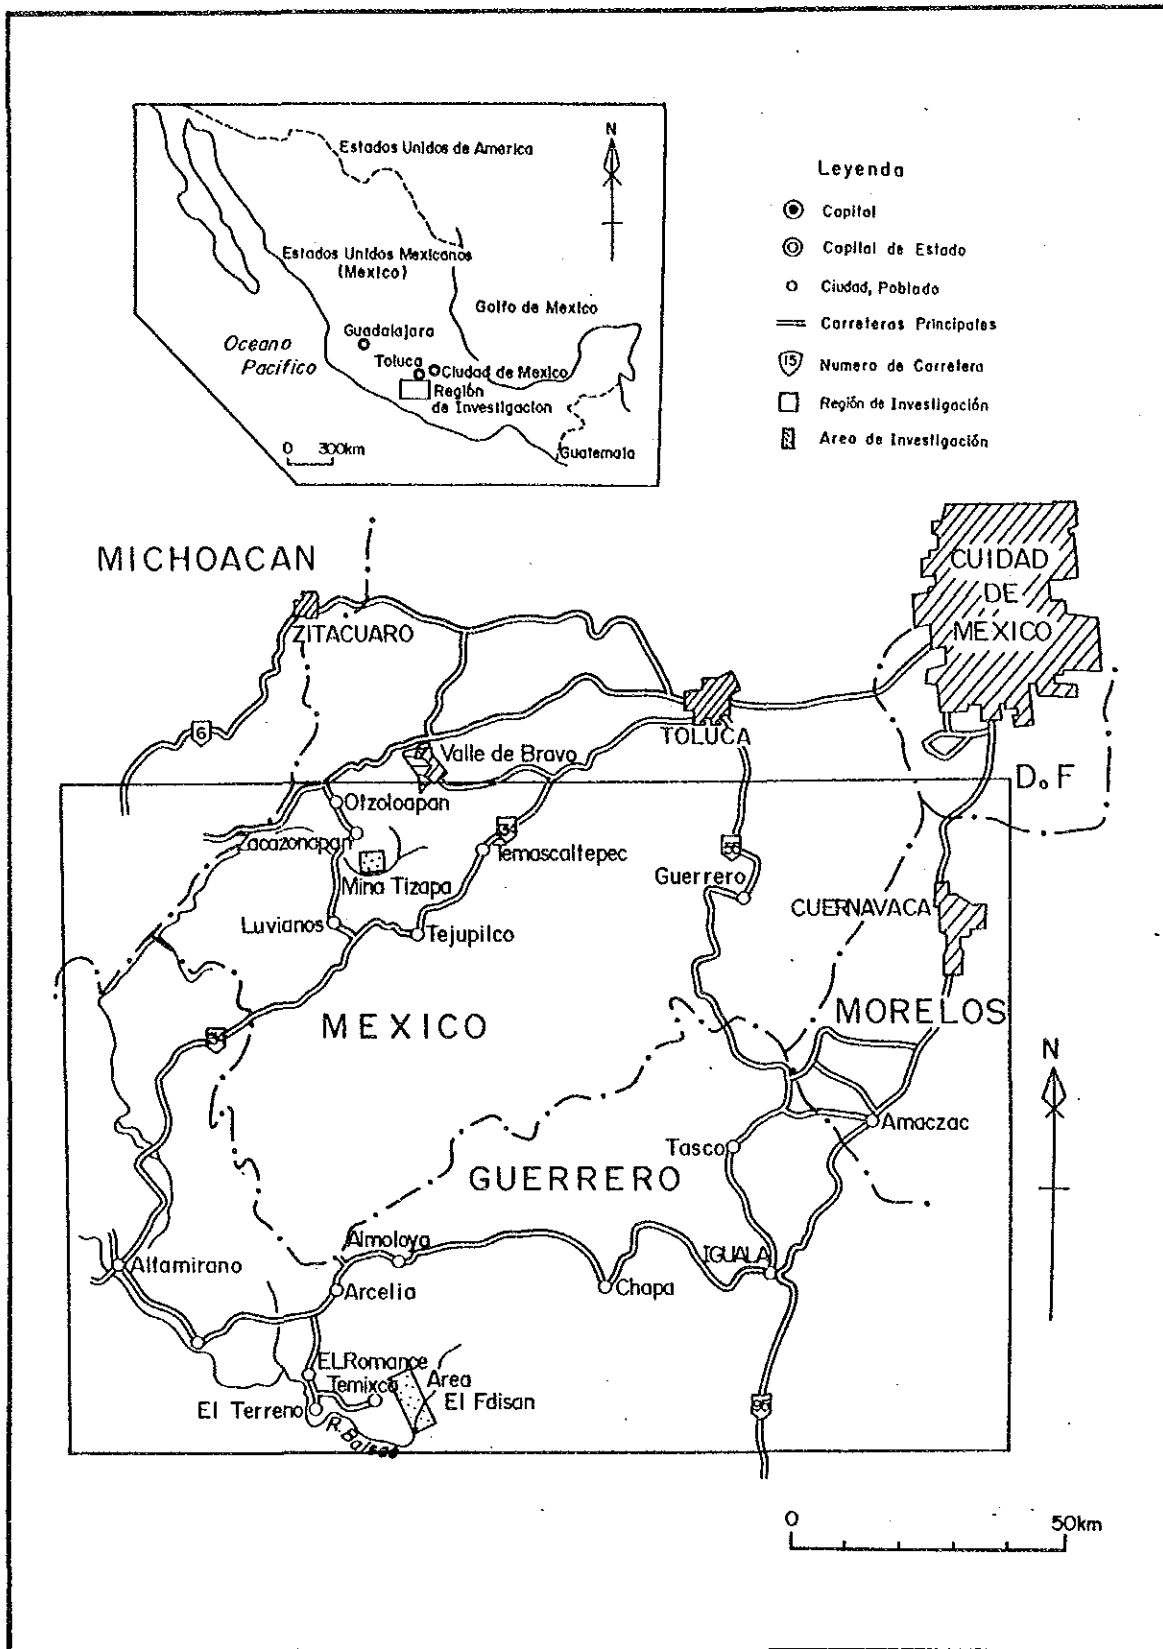 N
Estados Unidos de America
Estados Unidos Mexicanos
(Mexico)
Golfo de Mexico
Guadalajara
Oceano
Pacifico
Toluca
Ciudad de Mexico
Región
de Investigacion
0 300km
Guatemala
Leyenda
Capital
Capital de Estado
Ciudad, Poblado
Carreteras Principales
15 Numero de Carretera
Región de Investigación
Area de Investigación
MICHOACAN
CUIDAD
DE
MÉXICO
ZITACUARO
6
TOLUCA
Valle de Bravo
D. F
Otzoloapan
Zacazonapan
134
Temascaltepec
55
Mina Tizapa
Guerrero
CUERNAVACA
Luvianos
Tejupilco
MEXICO
MORELOS
N
Amaczac
Tasco
GUERRERO
Almoloya
IGUALA
Altamirano
Arcelia
Chapa
EL Romance
Temixco
Area
El Fdisan
El Terreno
R. Balsas
95
0 50km